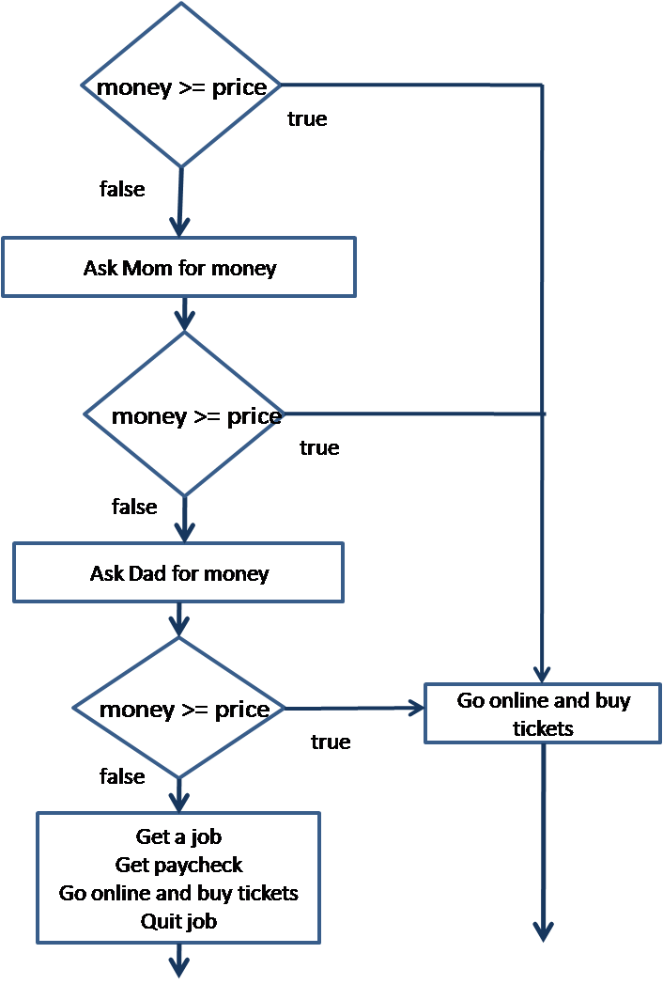 money >= price
true
false
Ask Mom for money
money >= price
true
false
Ask Dad for money
money >= price
true
false
Go online and buy
tickets
Get a job
Get paycheck
Go online and buy tickets
Quit job